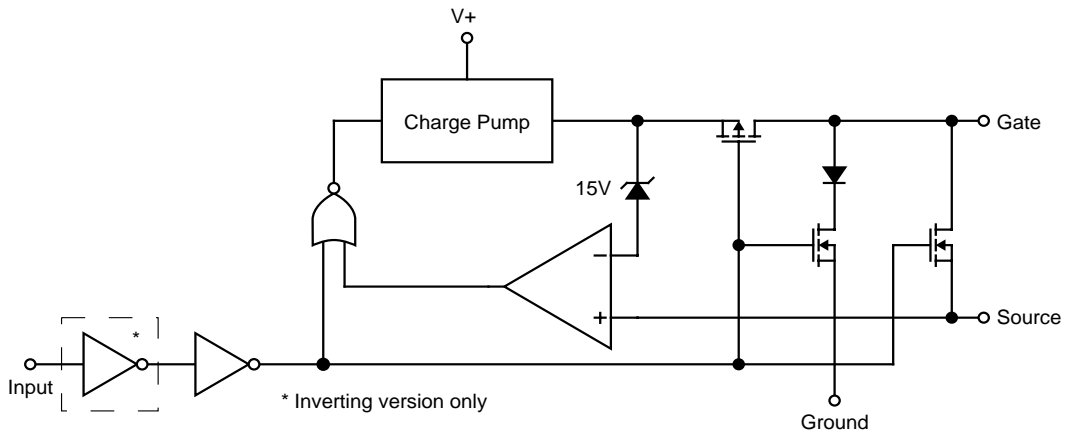 V+
Charge Pump
Gate
15V
−
+
Source
*
Input
* Inverting version only
Ground